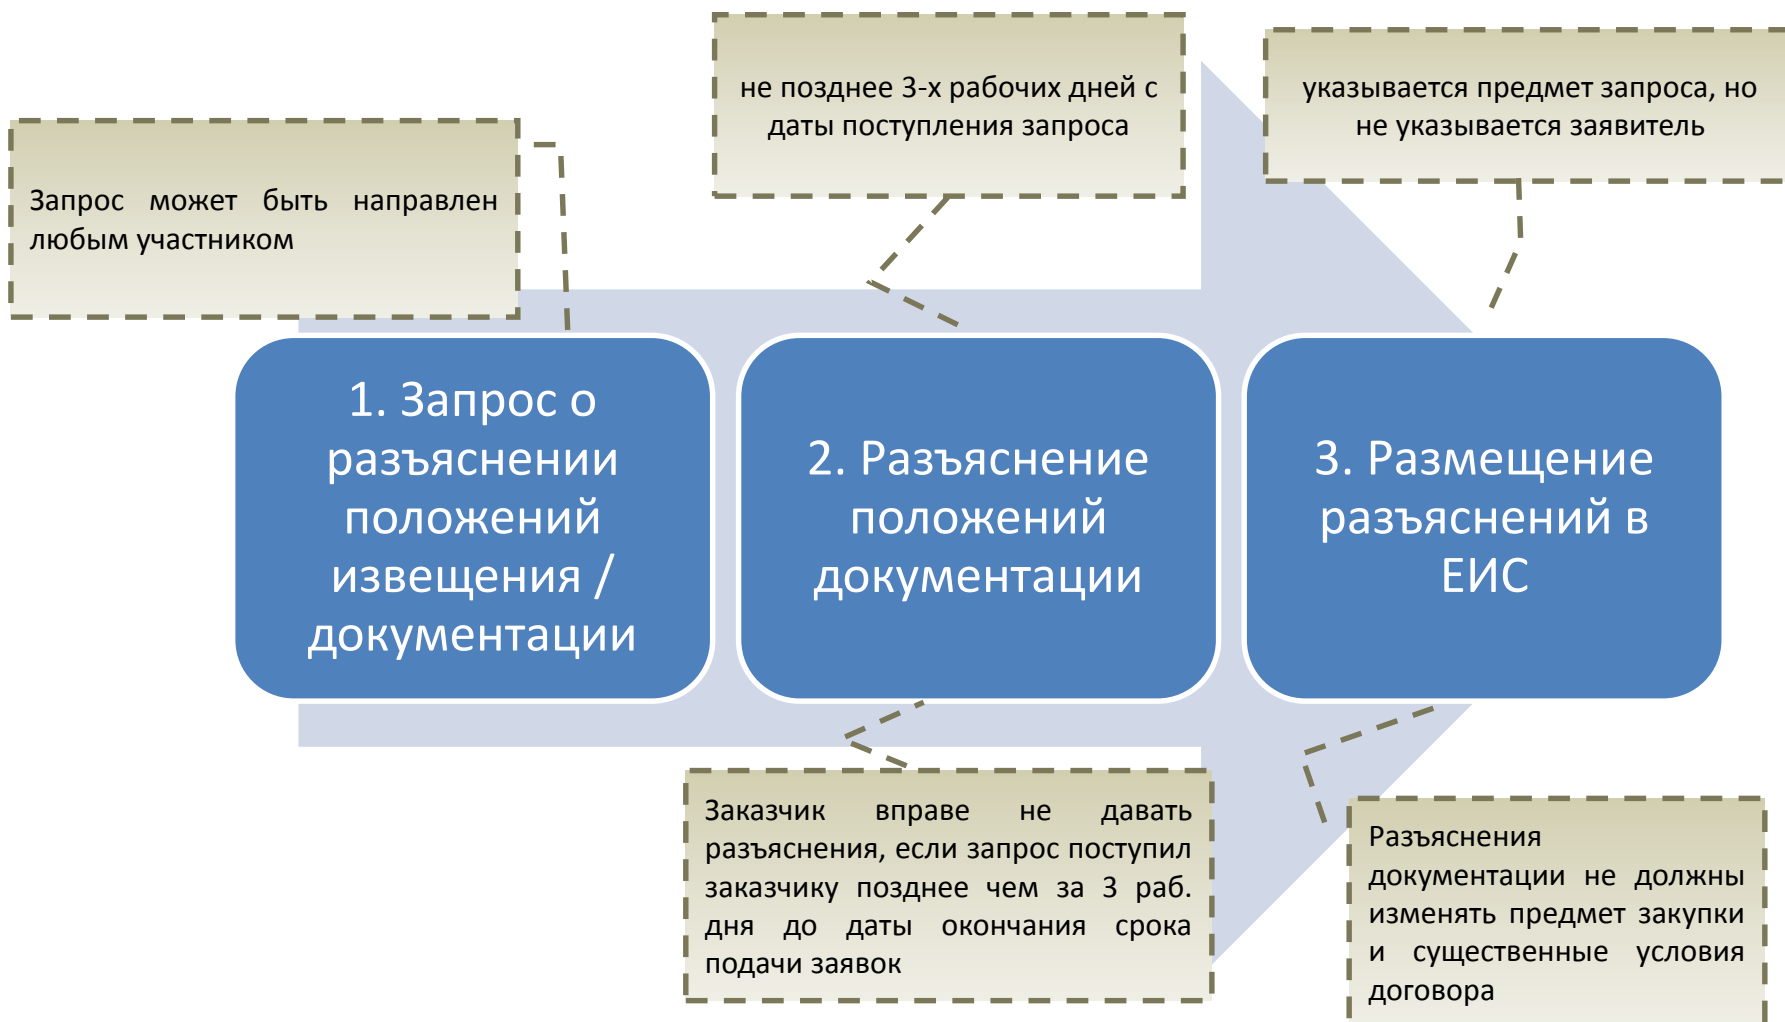 не позднее 3-х рабочих дней с
даты поступления запроса
указывается предмет запроса, но
не указывается заявитель
Запрос может быть направлен
любым участником
1. Запрос о
разъяснении
положений
извещения /
документации
2. Разъяснение
положений
документации
3. Размещение
разъяснений в
ЕИС
Заказчик вправе не давать
разъяснения, если запрос поступил
заказчику позднее чем за 3 раб.
дня до даты окончания срока
подачи заявок
Разъяснения
документации не должны
изменять предмет закупки
и существенные условия
договора